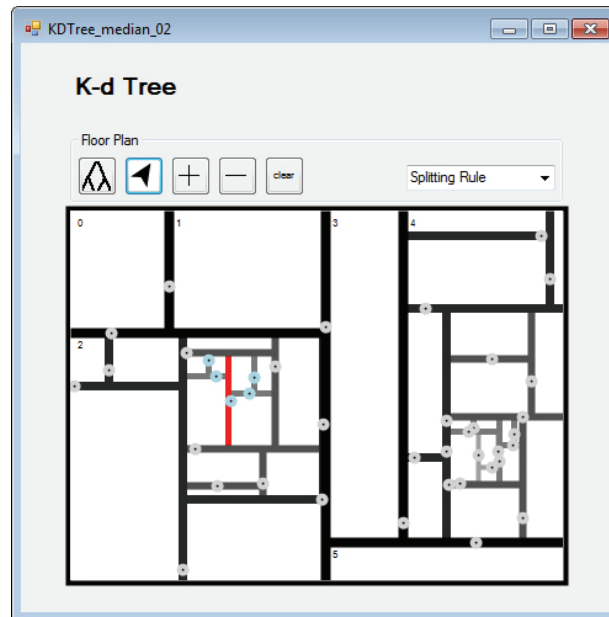 KDTree_median_02
K-d Tree
Floor Plan
clear
Splitting Rule
0
1
3
4
2
5